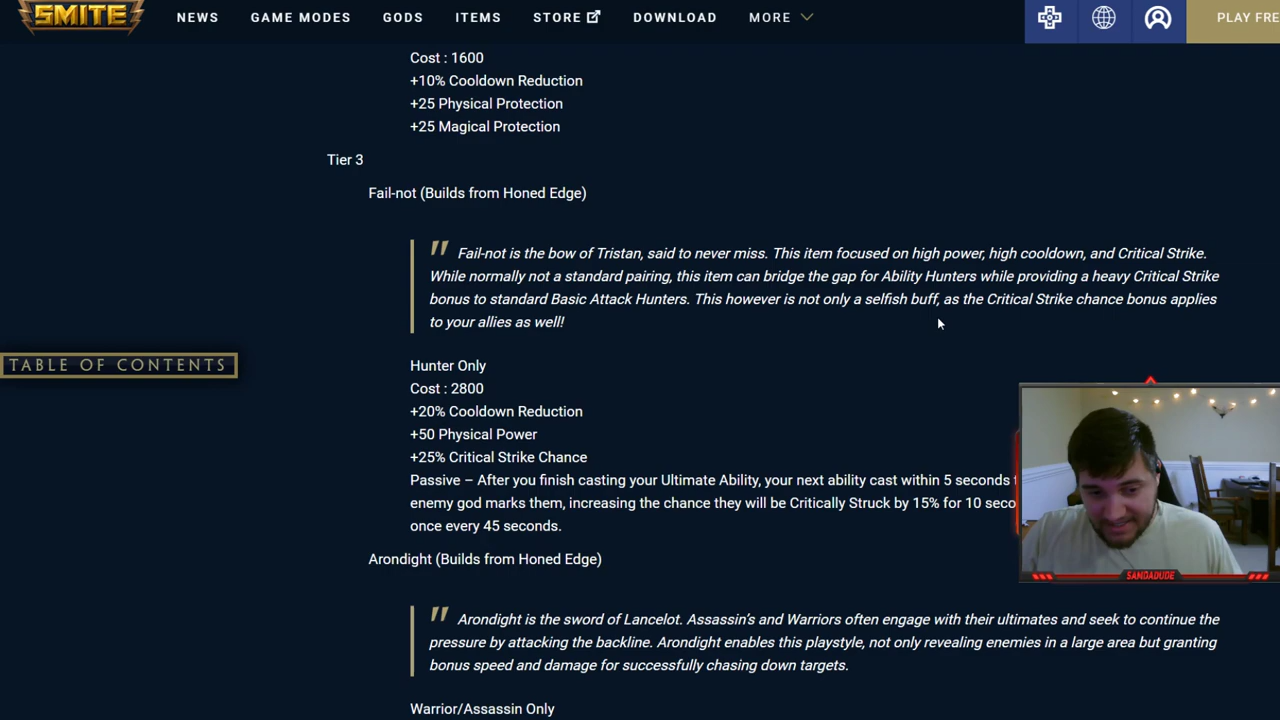 SMITE NEWS GAME MODES GODS ITEMS STORE DOWNLOAD MORE PLAY FRE
Cost : 1600
+10% Cooldown Reduction
+25 Physical Protection
+25 Magical Protection
Tier 3
Fail-not (Builds from Honed Edge)
" Fail-not is the bow of Tristan, said to never miss. This item focused on high power, high cooldown, and Critical Strike.
While normally not a standard pairing, this item can bridge the gap for Ability Hunters while providing a heavy Critical Strike
bonus to standard Basic Attack Hunters. This however is not only a selfish buff, as the Critical Strike chance bonus applies
to your allies as well!
TABLE OF CONTENTS
Hunter Only
Cost : 2800
+20% Cooldown Reduction
+50 Physical Power
+25% Critical Strike Chance
Passive – After you finish casting your Ultimate Ability, your next ability cast within 5 seconds
enemy god marks them, increasing the chance they will be Critically Struck by 15% for 10 seco
once every 45 seconds.
Arondight (Builds from Honed Edge)
SANDADUDE
" Arondight is the sword of Lancelot. Assassin's and Warriors often engage with their ultimates and seek to continue the
pressure by attacking the backline. Arondight enables this playstyle, not only revealing enemies in a large area but granting
bonus speed and damage for successfully chasing down targets.
Warrior/Assassin Only